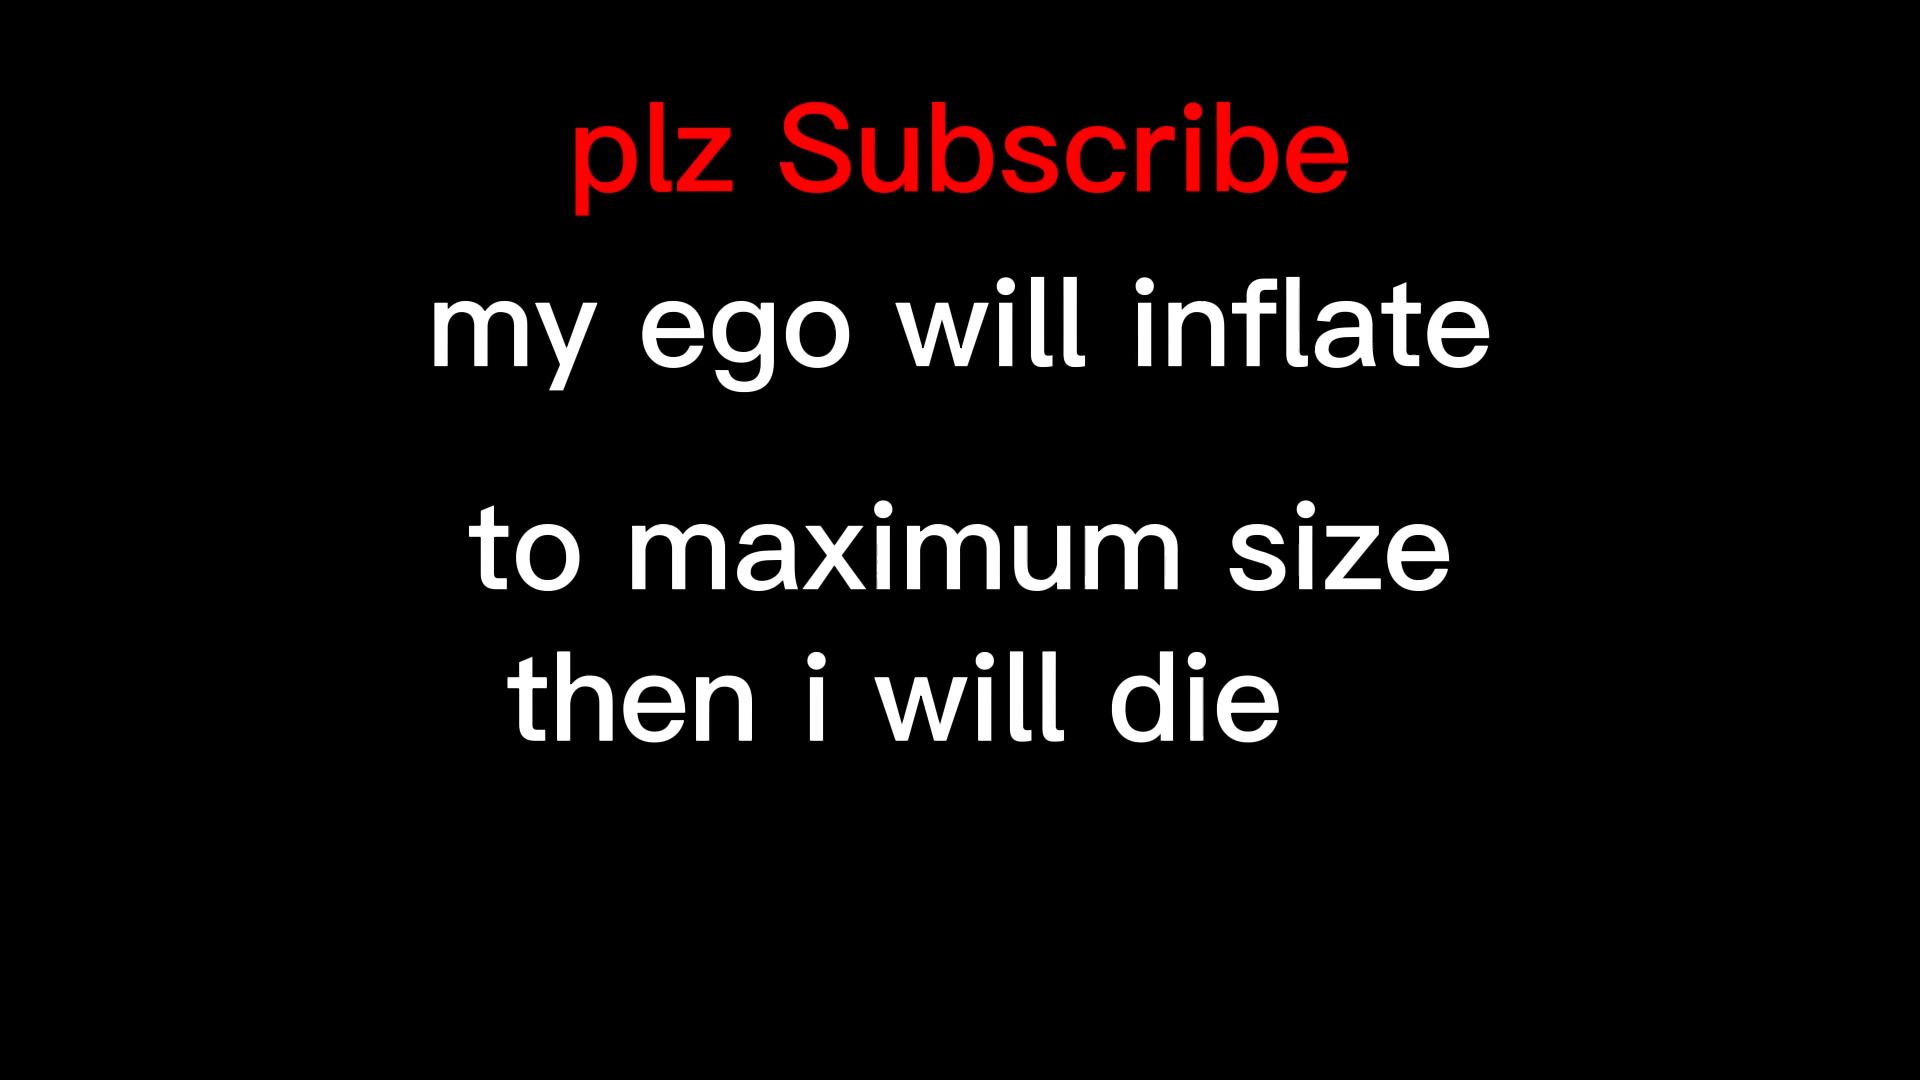 plz Subscribe
my ego will inflate
to maximum size
then i will die